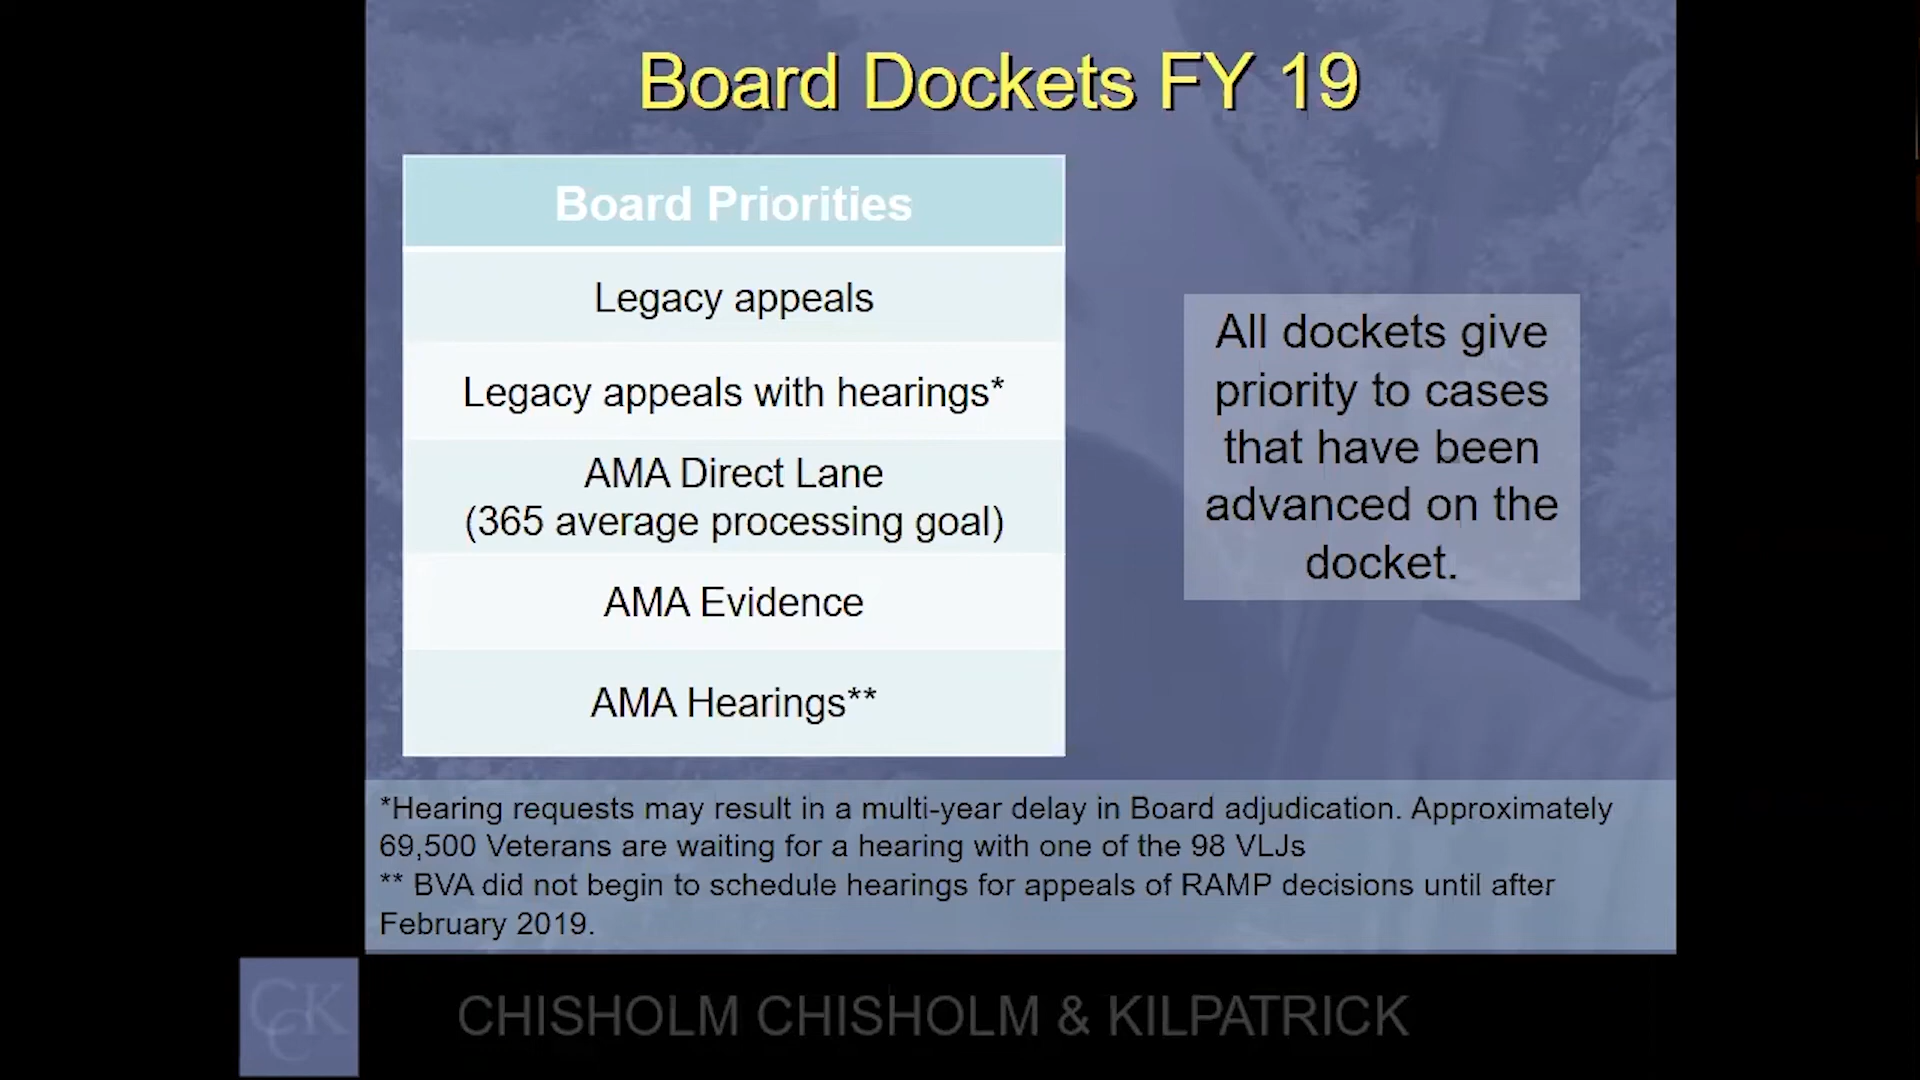 Board Dockets FY 19
Board Priorities
Legacy appeals
Legacy appeals with hearings*
AMA Direct Lane
(365 average processing goal)
AMA Evidence
AMA Hearings**
All dockets give
priority to cases
that have been
advanced on the
docket.
*Hearing requests may result in a multi-year delay in Board adjudication. Approximately
69,500 Veterans are waiting for a hearing with one of the 98 VLJs
** BVA did not begin to schedule hearings for appeals of RAMP decisions until after
February 2019.
CCK
CHISHOLM CHISHOLM & KILPATRICK